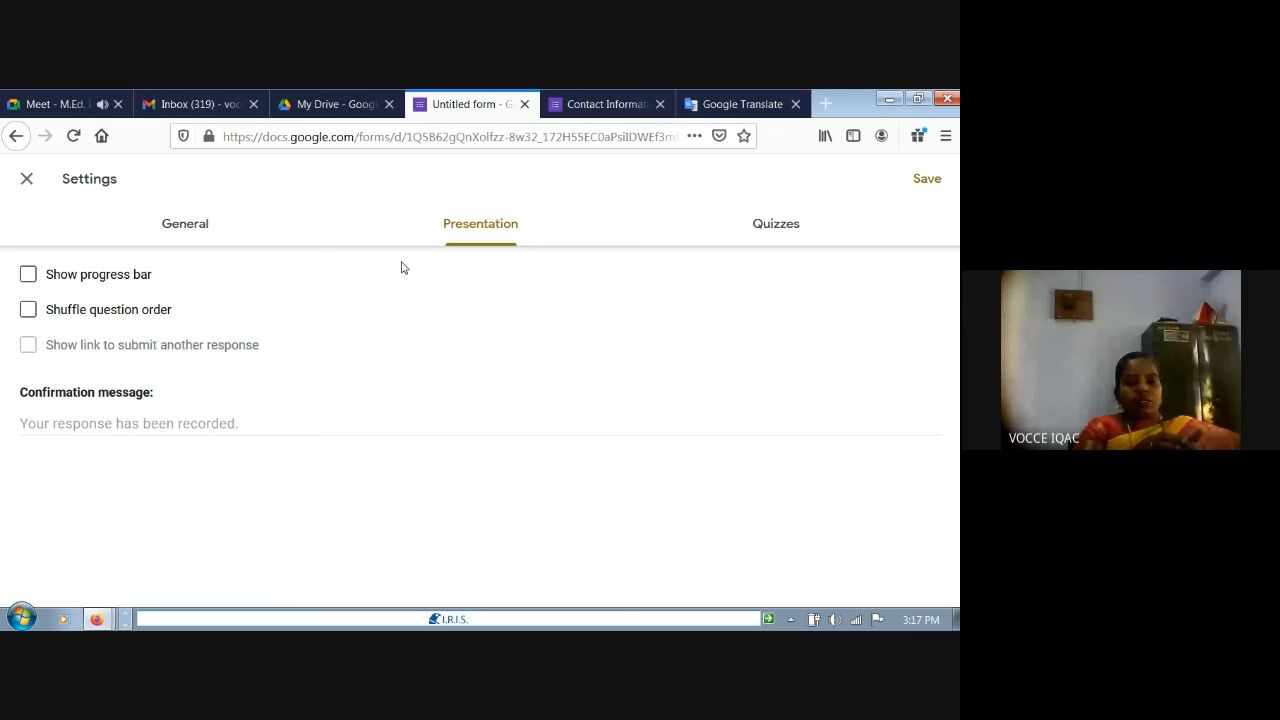 Meet - M.Ed.
Inbox (319) - voc
My Drive - Googl
Untitled form - G
Contact Informat
Google Translate
https://docs.google.com/forms/d/1Q5B62gQnXolfzz-8w32_172H55EC0aPsiIDWEf3mt
Settings
Save
General
Presentation
Quizzes
Show progress bar
Shuffle question order
Show link to submit another response
Confirmation message:
Your response has been recorded.
VOCCE IQAC
I.R.I.S.
3:17 PM